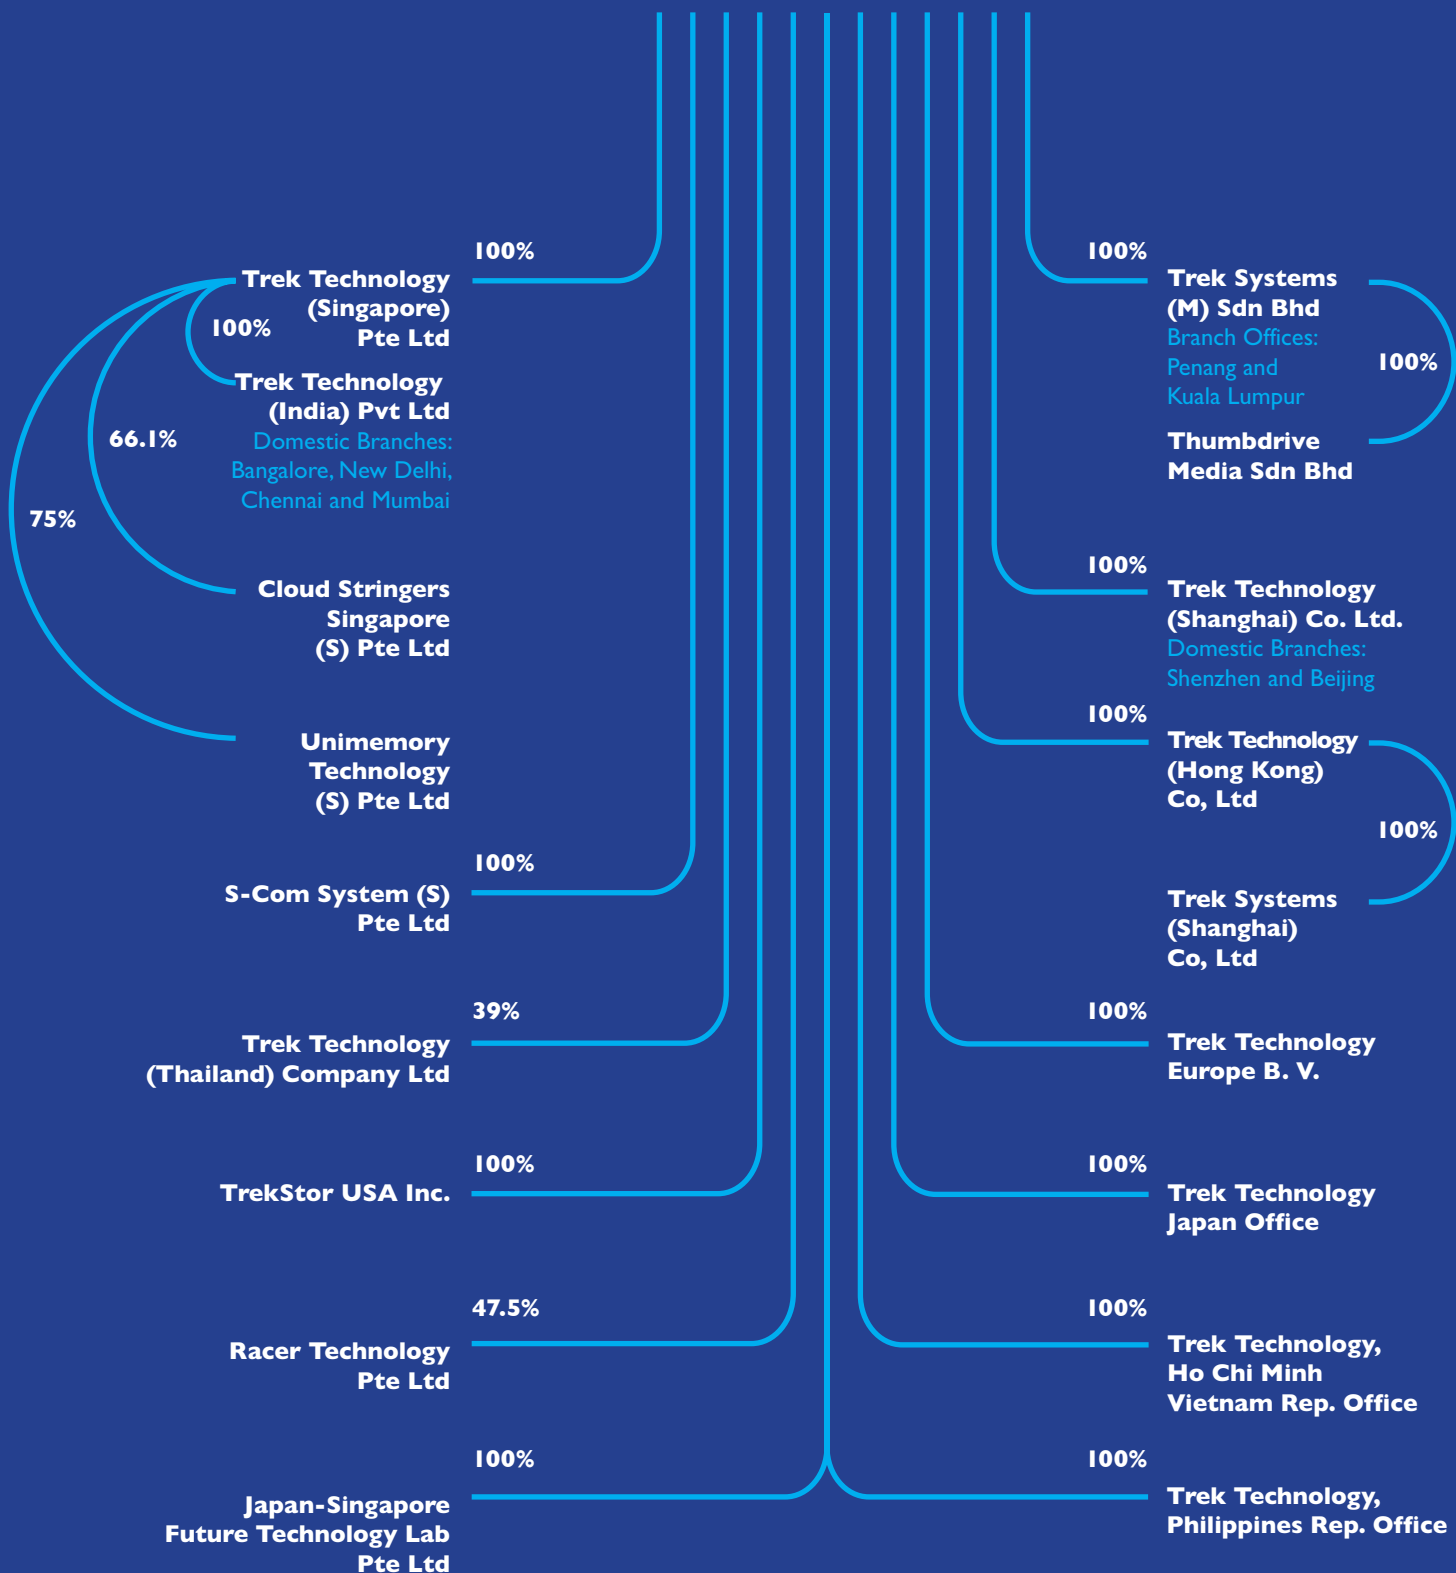 100%
Trek Technology
(Singapore)
Pte Ltd
100%
Trek Technology
(India) Pvt Ltd
Domestic Branches:
Bangalore, New Delhi,
Chennai and Mumbai
66.1%
75%
Cloud Stringers
Singapore
(S) Pte Ltd
Unimemory
Technology
(S) Pte Ltd
100%
S-Com System (S)
Pte Ltd
39%
Trek Technology
(Thailand) Company Ltd
100%
TrekStor USA Inc.
47.5%
Racer Technology
Pte Ltd
100%
Japan-Singapore
Future Technology Lab
Pte Ltd
100%
Trek Systems
(M) Sdn Bhd
Branch Offices:
Penang and
Kuala Lumpur
100%
Thumbdrive
Media Sdn Bhd
100%
Trek Technology
(Shanghai) Co. Ltd.
Domestic Branches:
Shenzhen and Beijing
100%
Trek Technology
(Hong Kong)
Co, Ltd
100%
Trek Systems
(Shanghai)
Co, Ltd
100%
Trek Technology
Europe B. V.
100%
Trek Technology
Japan Office
100%
Trek Technology,
Ho Chi Minh
Vietnam Rep. Office
100%
Trek Technology,
Philippines Rep. Office